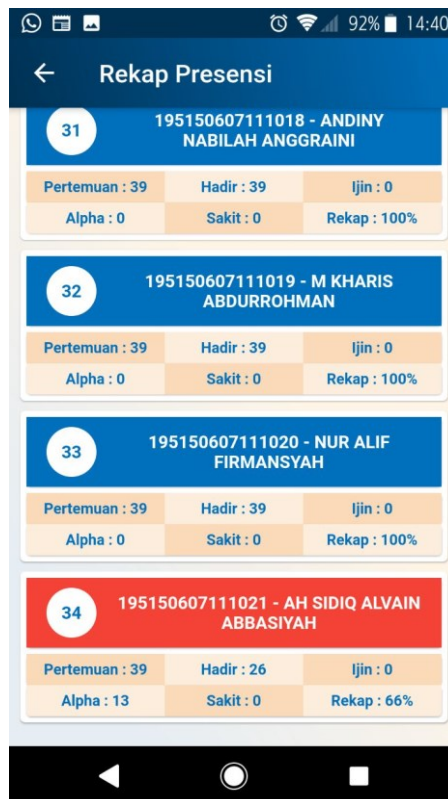 92% 14:40
Rekap Presensi
31
195150607111018 - ANDINY
NABILAH ANGGRAINI
Pertemuan : 39 Hadir : 39 Ijin : 0
Alpha : 0 Sakit : 0 Rekap : 100%
32
195150607111019 - M KHARIS
ABDURROHMAN
Pertemuan : 39 Hadir : 39 Ijin : 0
Alpha : 0 Sakit : 0 Rekap : 100%
33
195150607111020 - NUR ALIF
FIRMANSYAH
Pertemuan : 39 Hadir : 39 Ijin : 0
Alpha : 0 Sakit : 0 Rekap : 100%
34
195150607111021 - AH SIDIQ ALVAIN
ABBASIYAH
Pertemuan : 39 Hadir : 26 Ijin : 0
Alpha : 13 Sakit : 0 Rekap : 66%